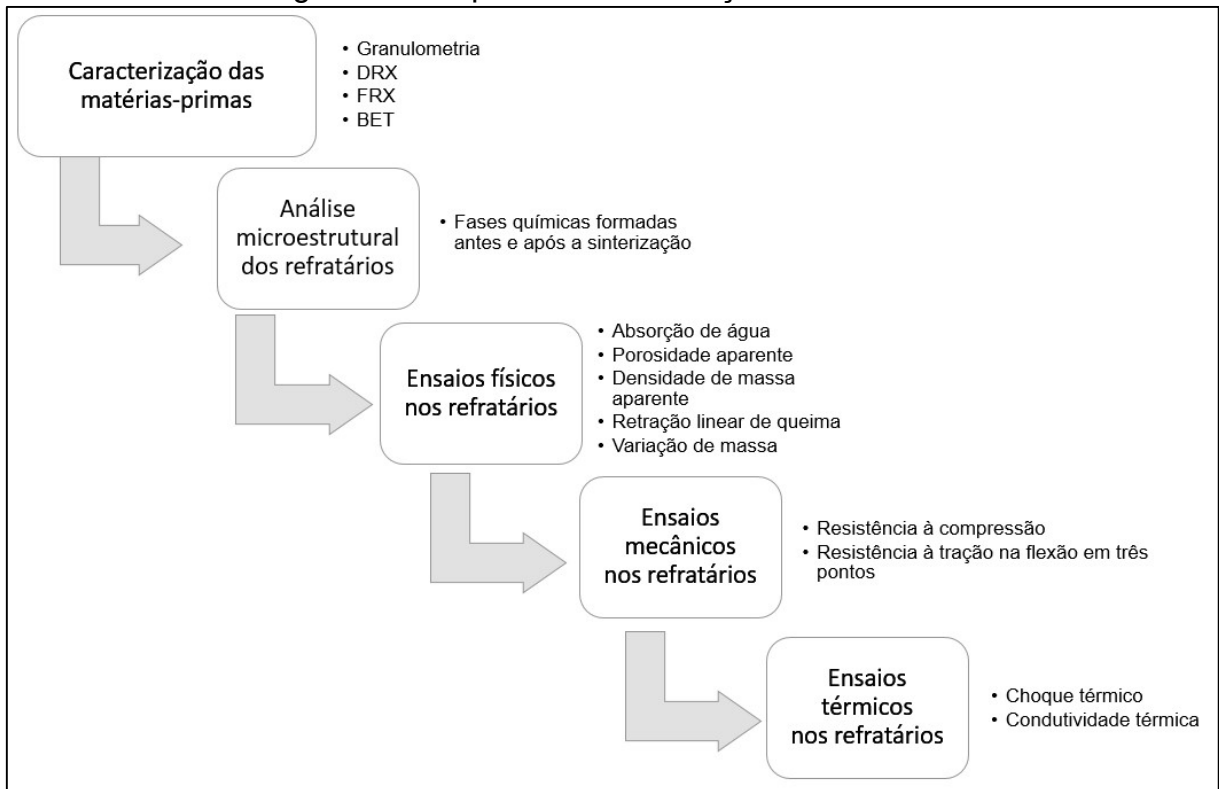 Caracterização das
matérias-primas
• Granulometria
• DRX
• FRX
• BET
Análise
microestrutural
dos refratários
• Fases químicas formadas
antes e após a sinterização
Ensaios físicos
nos refratários
• Absorção de água
• Porosidade aparente
• Densidade de massa
aparente
• Retração linear de queima
• Variação de massa
Ensaios
mecânicos
nos refratários
• Resistência à compressão
• Resistência à tração na flexão em três
pontos
Ensaios
térmicos
nos refratários
• Choque térmico
• Condutividade térmica